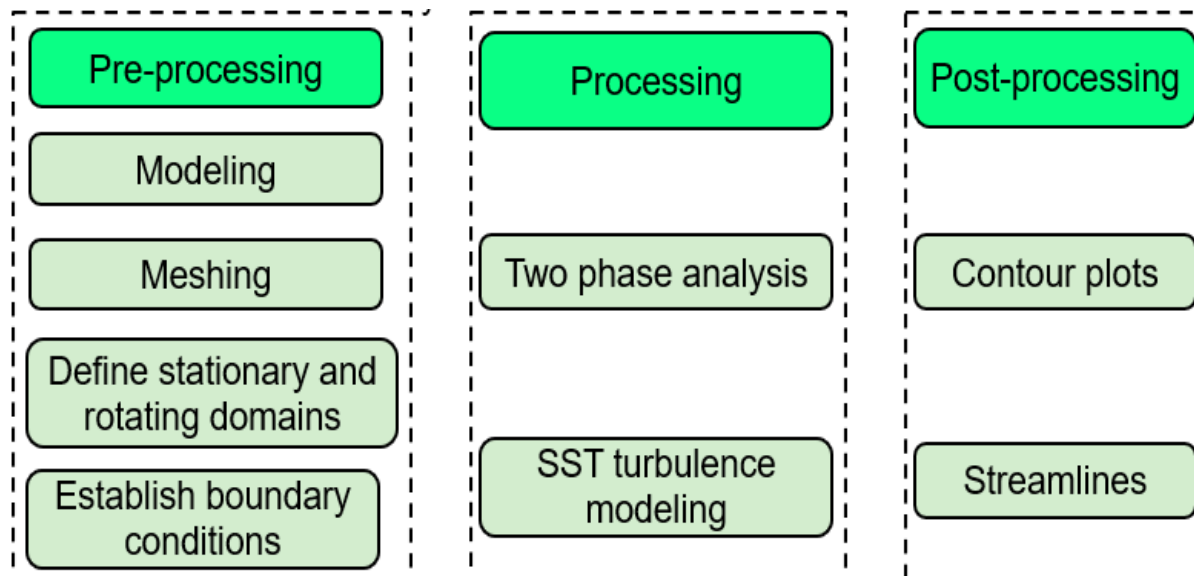 Pre-processing
Modeling
Meshing
Define stationary and
rotating domains
Establish boundary
conditions
Processing
Two phase analysis
SST turbulence
modeling
Post-processing
Contour plots
Streamlines